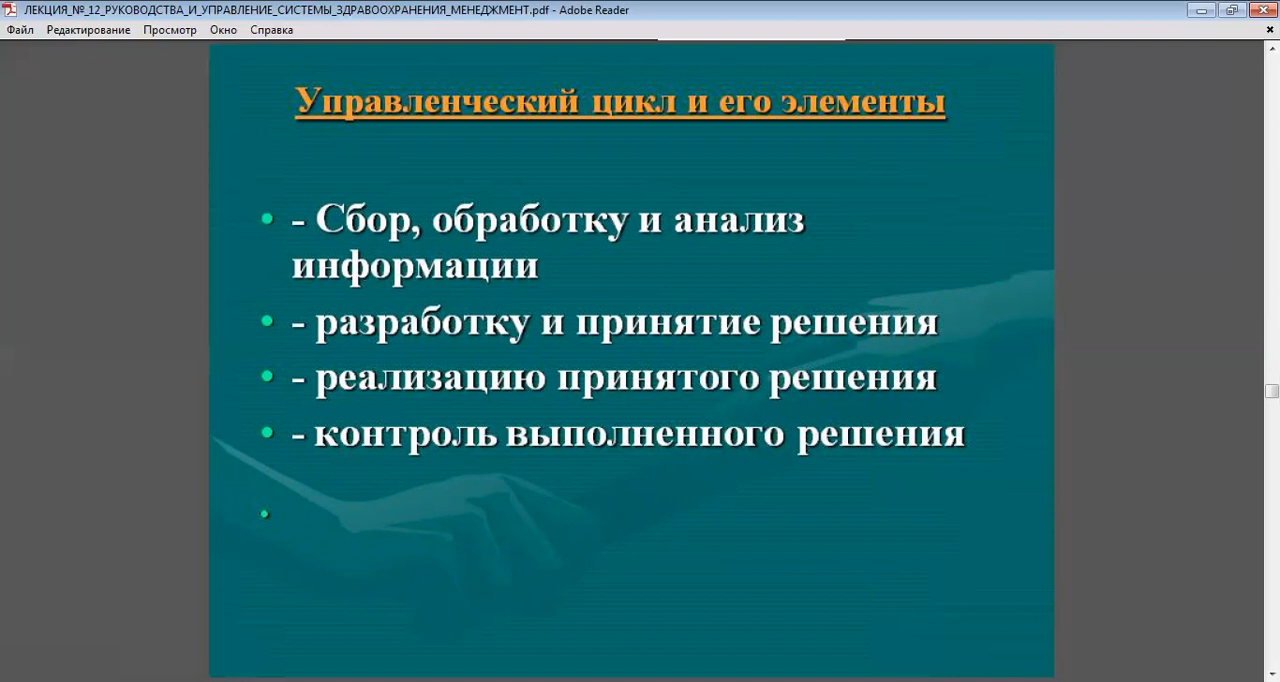 ЛЕКЦИЯ_№_12_РУКОВОДСТВА_И_УПРАВЛЕНИЕ_СИСТЕМЫ_ЗДРАВООХРАНЕНИЯ_МЕНЕДЖМЕНТ.pdf - Adobe Reader
Файл Редактирование Просмотр Окно Справка
Управленческий цикл и его элементы
- Сбор, обработку и анализ
информации
- разработку и принятие решения
- реализацию принятого решения
- контроль выполненного решения